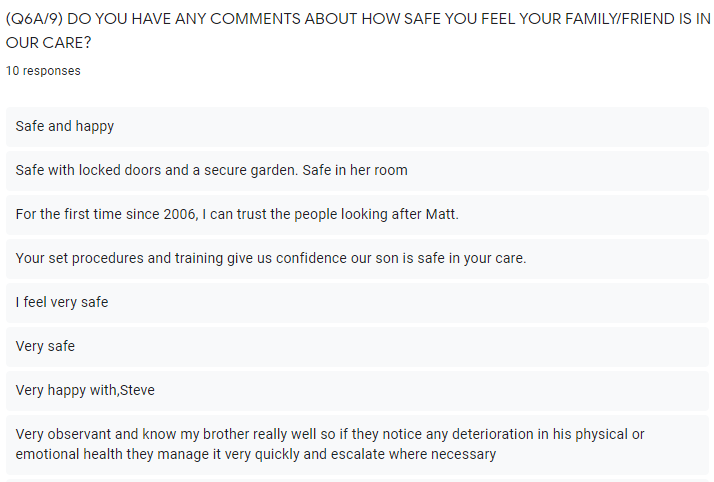 (Q6A/9) DO YOU HAVE ANY COMMENTS ABOUT HOW SAFE YOU FEEL YOUR FAMILY/FRIEND IS IN
OUR CARE?
10 responses
Safe and happy
Safe with locked doors and a secure garden. Safe in her room
For the first time since 2006, I can trust the people looking after Matt.
Your set procedures and training give us confidence our son is safe in your care.
I feel very safe
Very safe
Very happy with,Steve
Very observant and know my brother really well so if they notice any deterioration in his physical or
emotional health they manage it very quickly and escalate where necessary